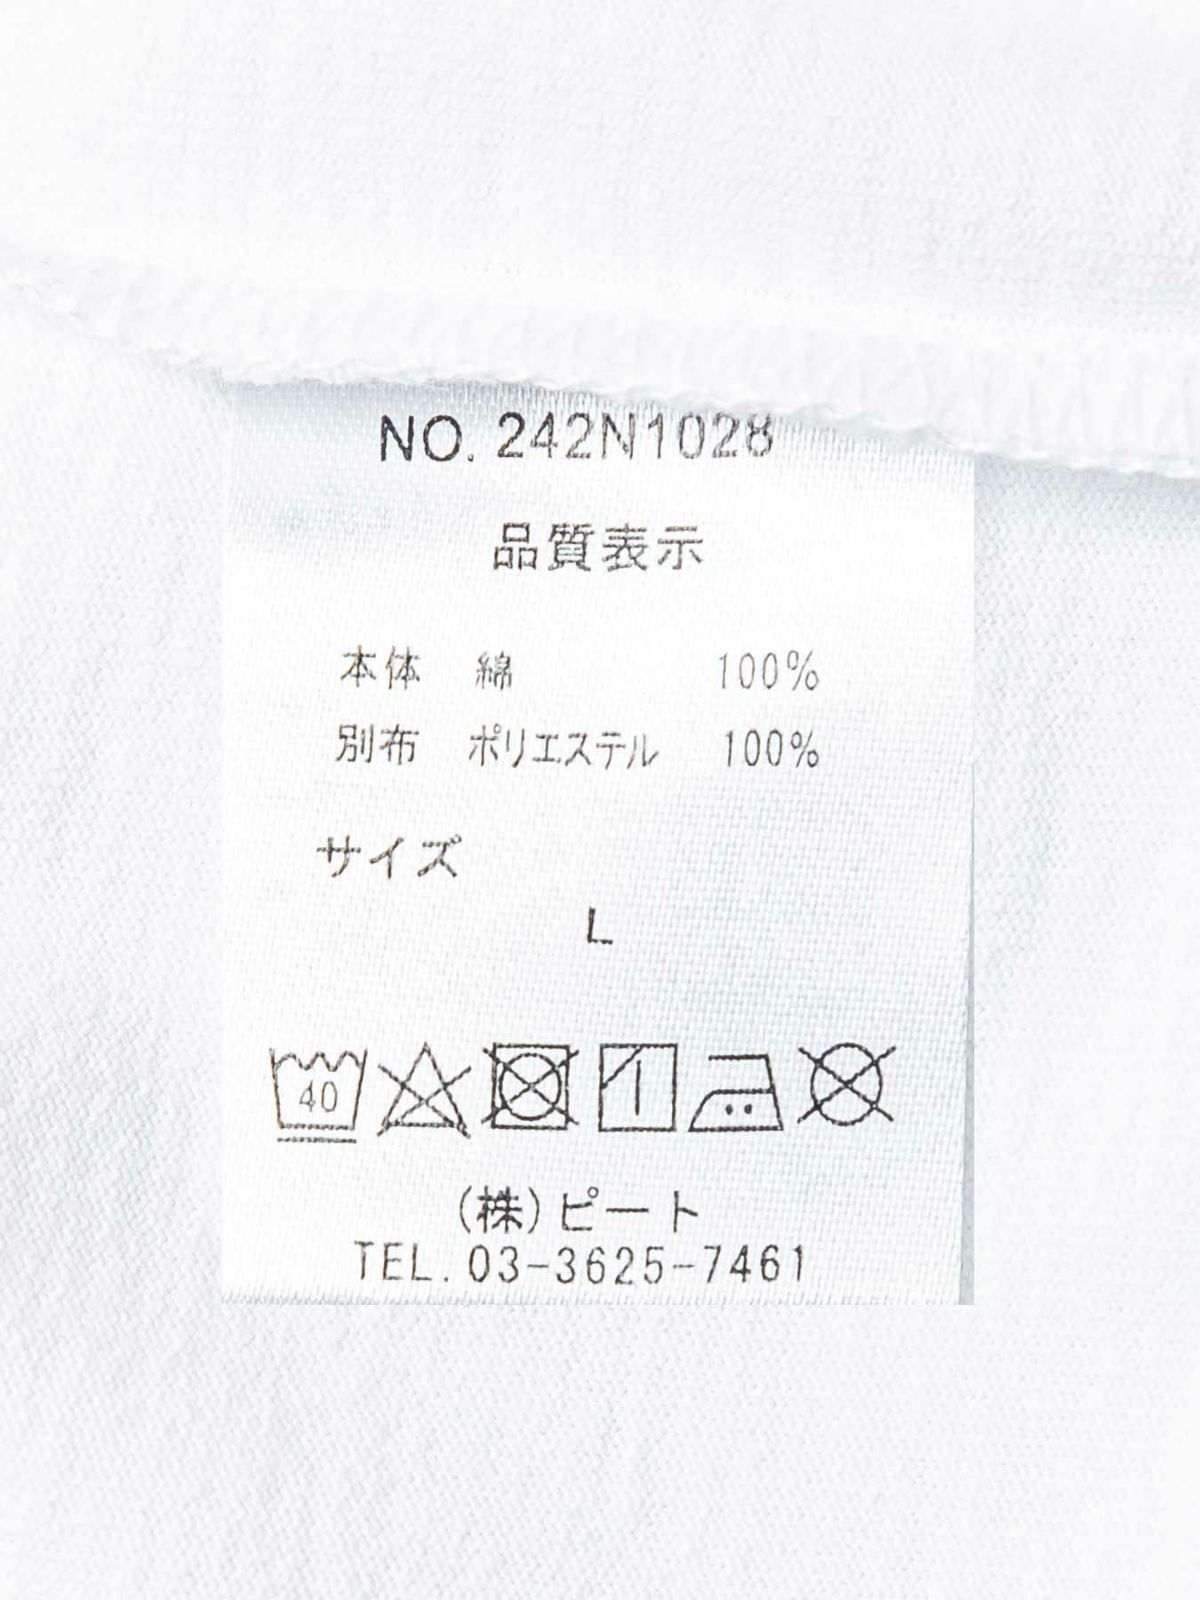 NO. 242N1028
品質表示
本体 綿 100%
別布 ポリエステル 100%
サイズ
L
40
(株)ピート
TEL. 03-3625-7461